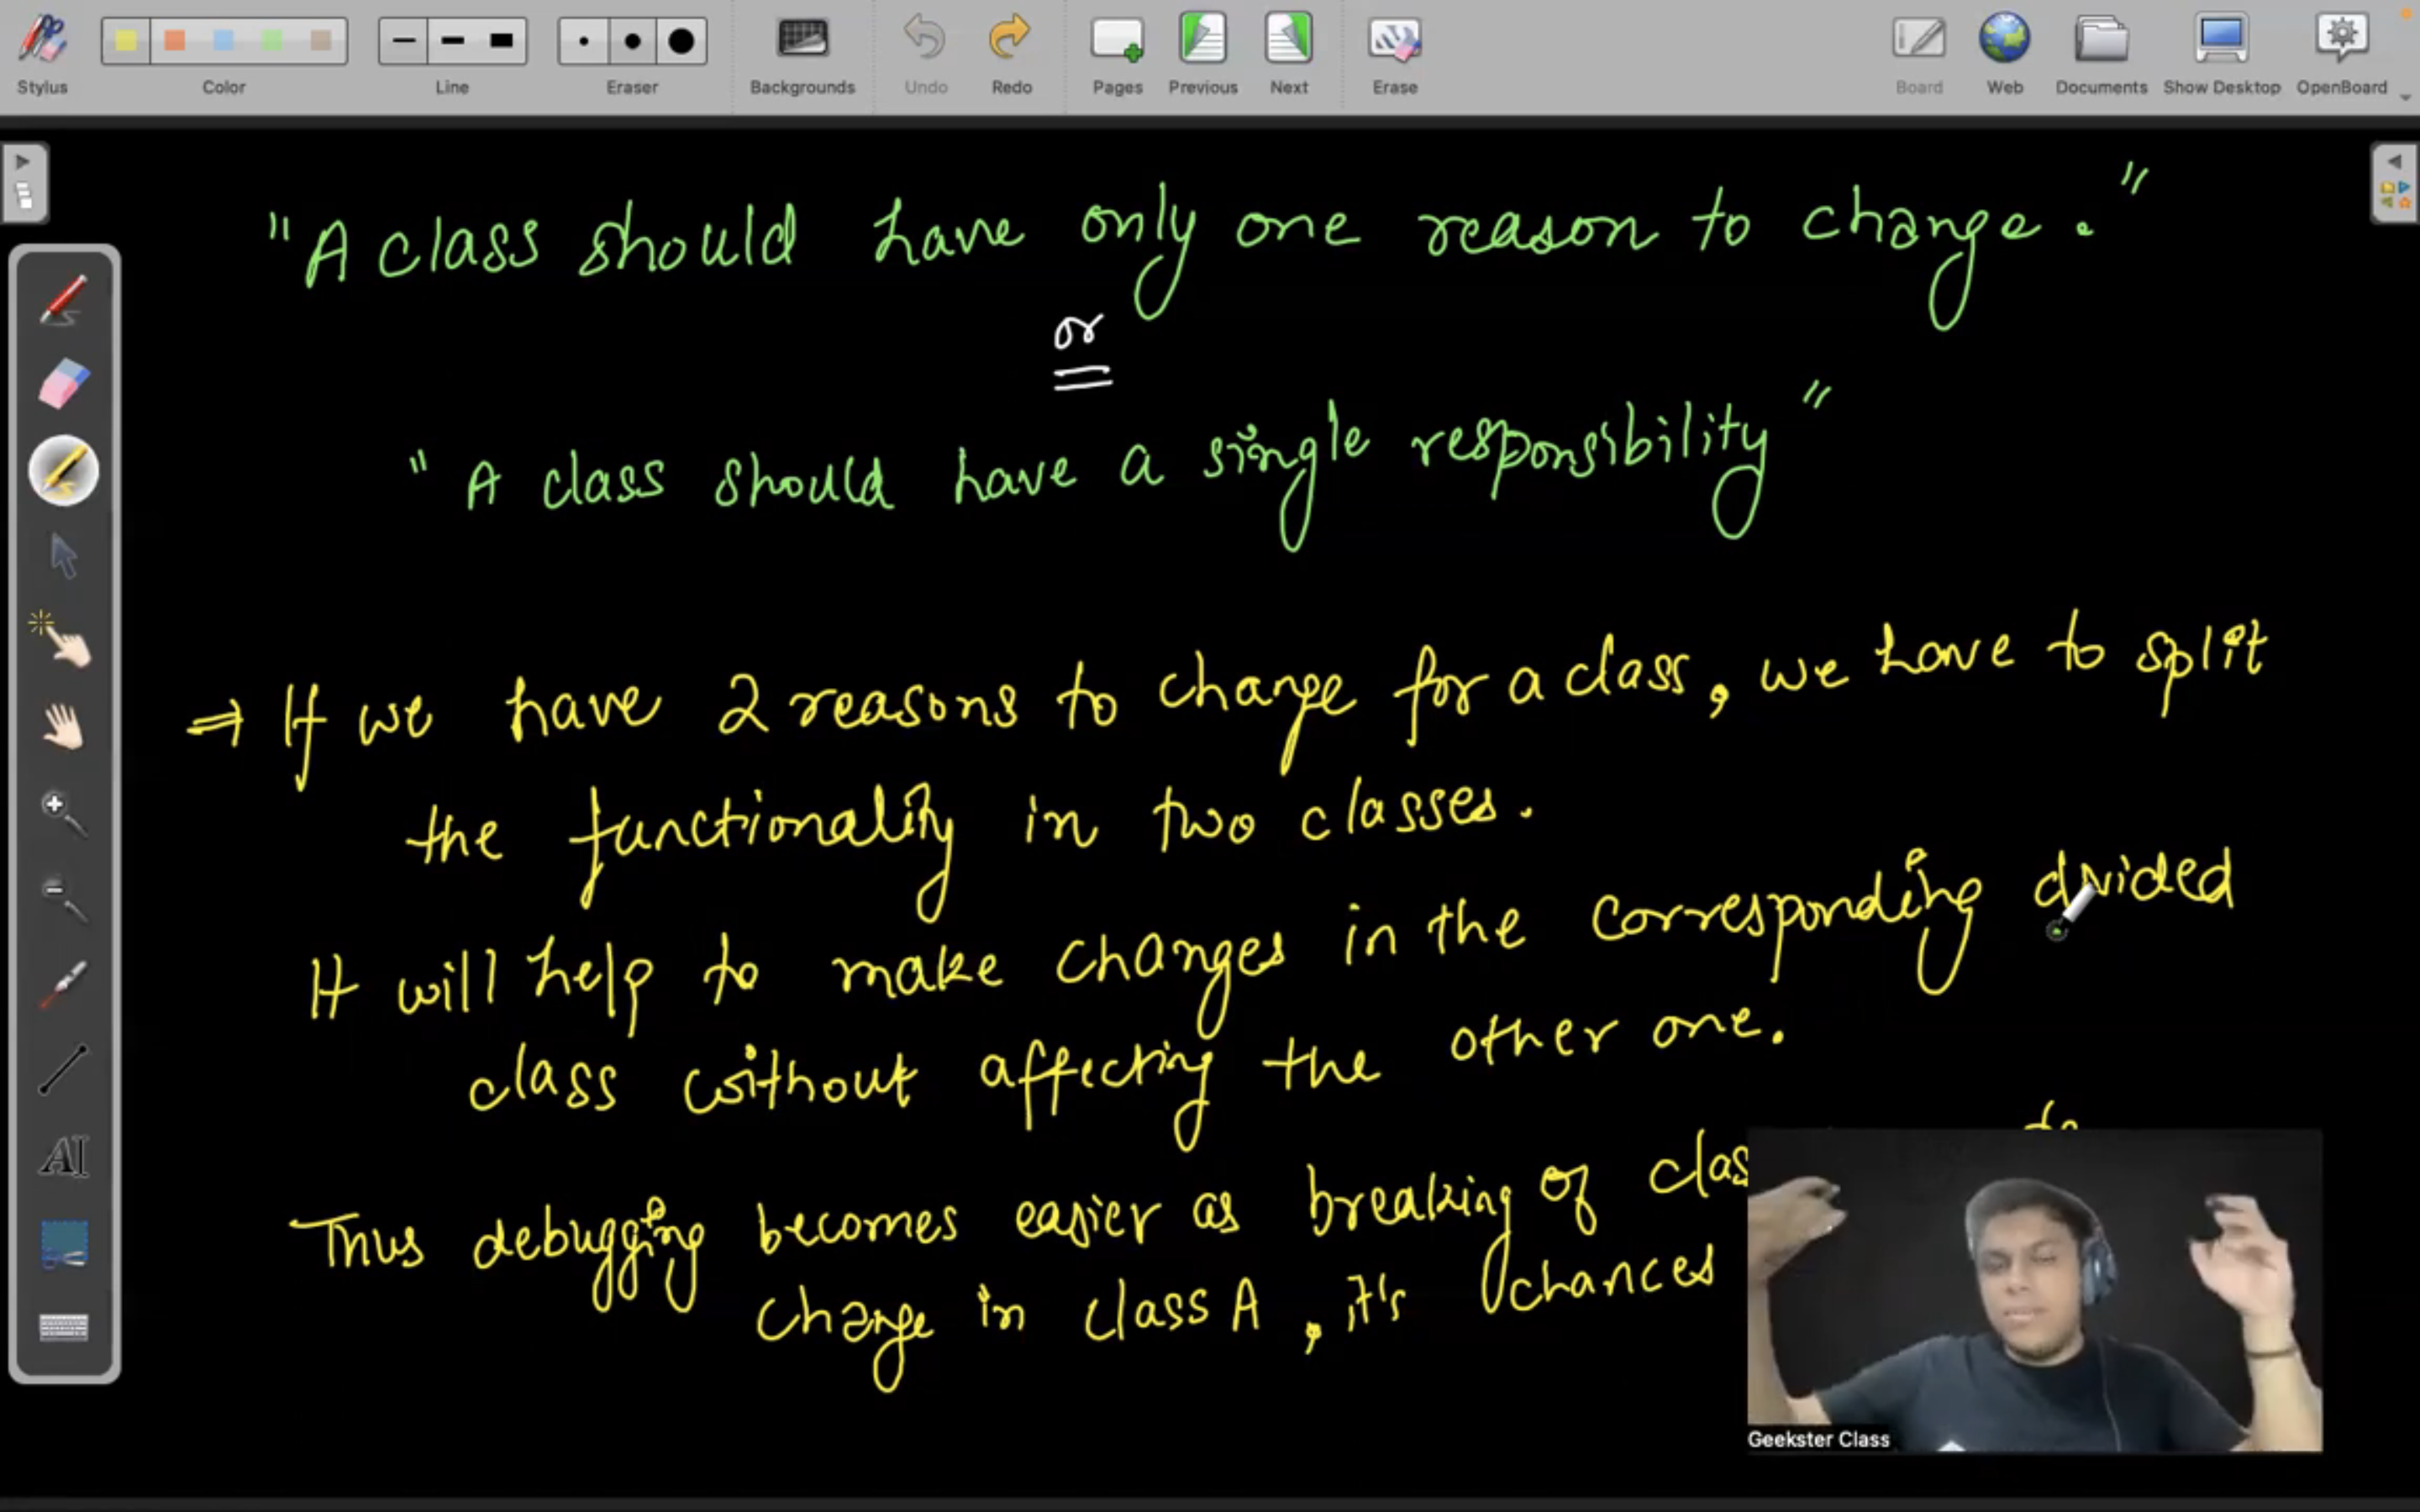 Stylus
Color
Line
Eraser
Backgrounds
Undo
Redo
Pages
Previous
Next
Erase
Board
Web
Documents
Show Desktop
OpenBoard
"A class should have only one reason to change."
or
"A class should have a single responsibility"
⇒ If we have 2 reasons to change for a class, we have to split
the functionality in two classes.
It will help to make changes in the corresponding divided
class without affecting the other one.
Thus debugging becomes easier as breaking of clas
change in class A, it's chances
AI
Geekster Class